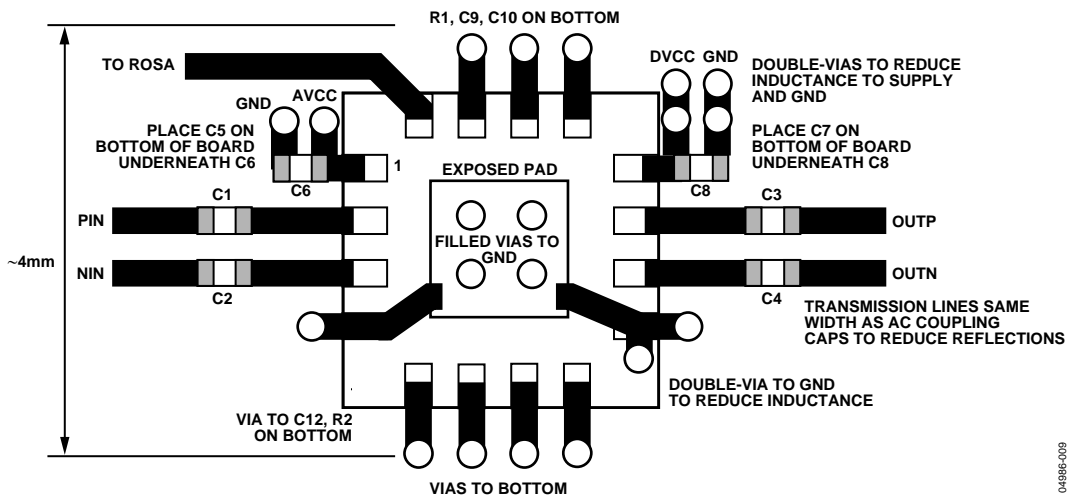 R1, C9, C10 ON BOTTOM
TO ROSA
DVCC GND
DOUBLE-VIAS TO REDUCE
INDUCTANCE TO SUPPLY
AND GND
GND
AVCC
PLACE C5 ON
BOTTOM OF BOARD
UNDERNEATH C6
PLACE C7 ON
BOTTOM OF BOARD
UNDERNEATH C8
1
C6
EXPOSED PAD
C8
C1
C3
PIN
OUTP
FILLED VIAS TO
GND
~4mm
NIN
OUTN
C2
C4
TRANSMISSION LINES SAME
WIDTH AS AC COUPLING
CAPS TO REDUCE REFLECTIONS
DOUBLE-VIA TO GND
TO REDUCE INDUCTANCE
VIA TO C12, R2
ON BOTTOM
VIAS TO BOTTOM
04986-009